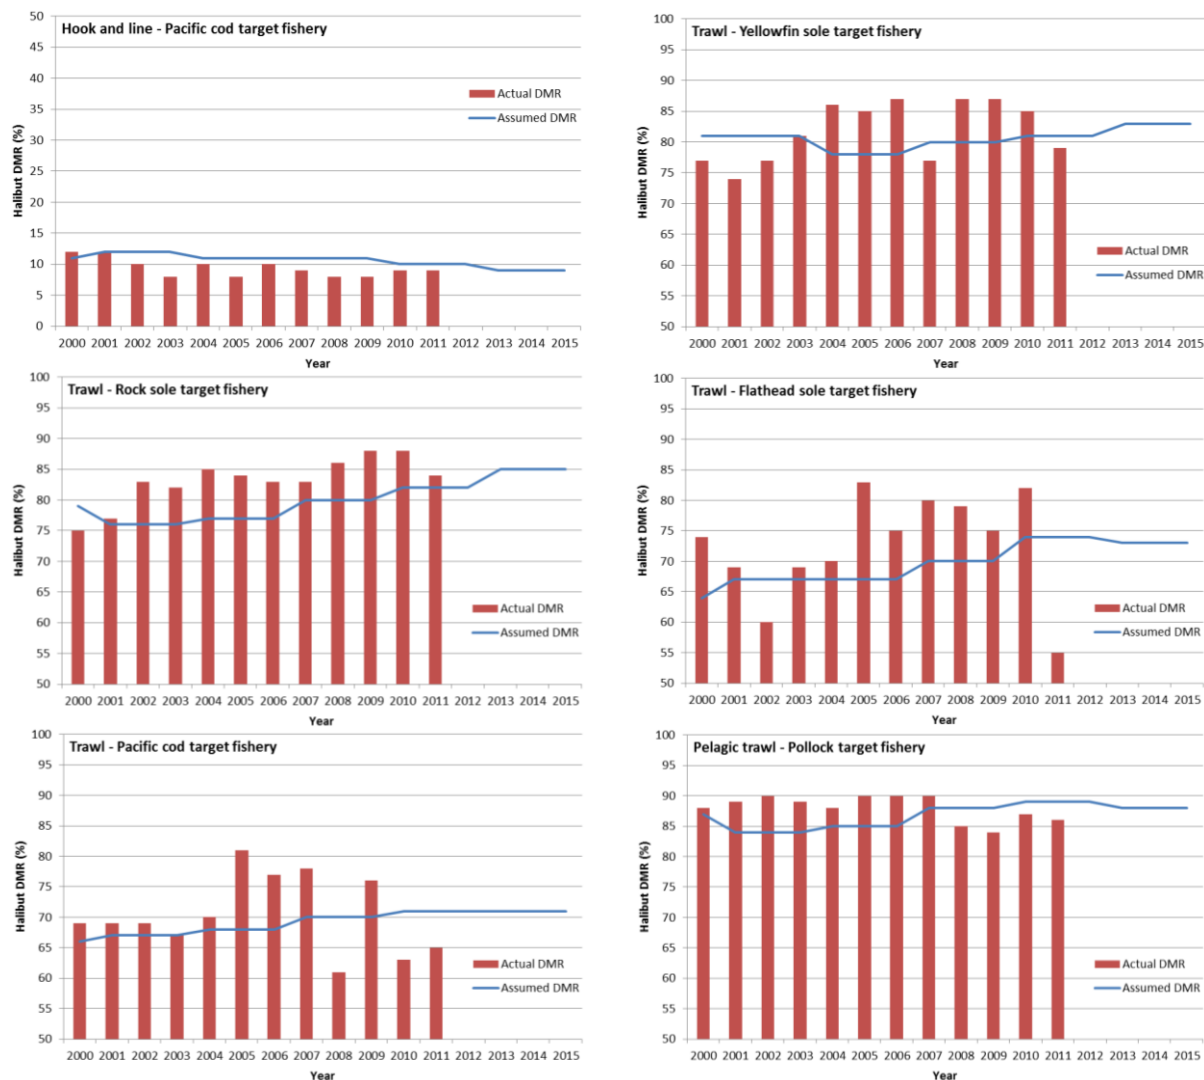 Hook and line - Pacific cod target fishery
50
45
40
35
30
25
20
15
10
5
0
Halibut DMR (%)
Actual DMR
Assumed DMR
2000 2001 2002 2003 2004 2005 2006 2007 2008 2009 2010 2011 2012 2013 2014 2015
Year
Trawl - Yellowfin sole target fishery
100
95
90
85
80
75
70
65
60
55
50
Halibut DMR (%)
Actual DMR
Assumed DMR
2000 2001 2002 2003 2004 2005 2006 2007 2008 2009 2010 2011 2012 2013 2014 2015
Year
Trawl - Rock sole target fishery
100
95
90
85
80
75
70
65
60
55
50
Halibut DMR (%)
Actual DMR
Assumed DMR
2000 2001 2002 2003 2004 2005 2006 2007 2008 2009 2010 2011 2012 2013 2014 2015
Year
Trawl - Flathead sole target fishery
100
95
90
85
80
75
70
65
60
55
50
Halibut DMR (%)
Actual DMR
Assumed DMR
2000 2001 2002 2003 2004 2005 2006 2007 2008 2009 2010 2011 2012 2013 2014 2015
Year
Trawl - Pacific cod target fishery
100
95
90
85
80
75
70
65
60
55
50
Halibut DMR (%)
Actual DMR
Assumed DMR
2000 2001 2002 2003 2004 2005 2006 2007 2008 2009 2010 2011 2012 2013 2014 2015
Year
Pelagic trawl - Pollock target fishery
100
95
90
85
80
75
70
65
60
55
50
Halibut DMR (%)
Actual DMR
Assumed DMR
2000 2001 2002 2003 2004 2005 2006 2007 2008 2009 2010 2011 2012 2013 2014 2015
Year